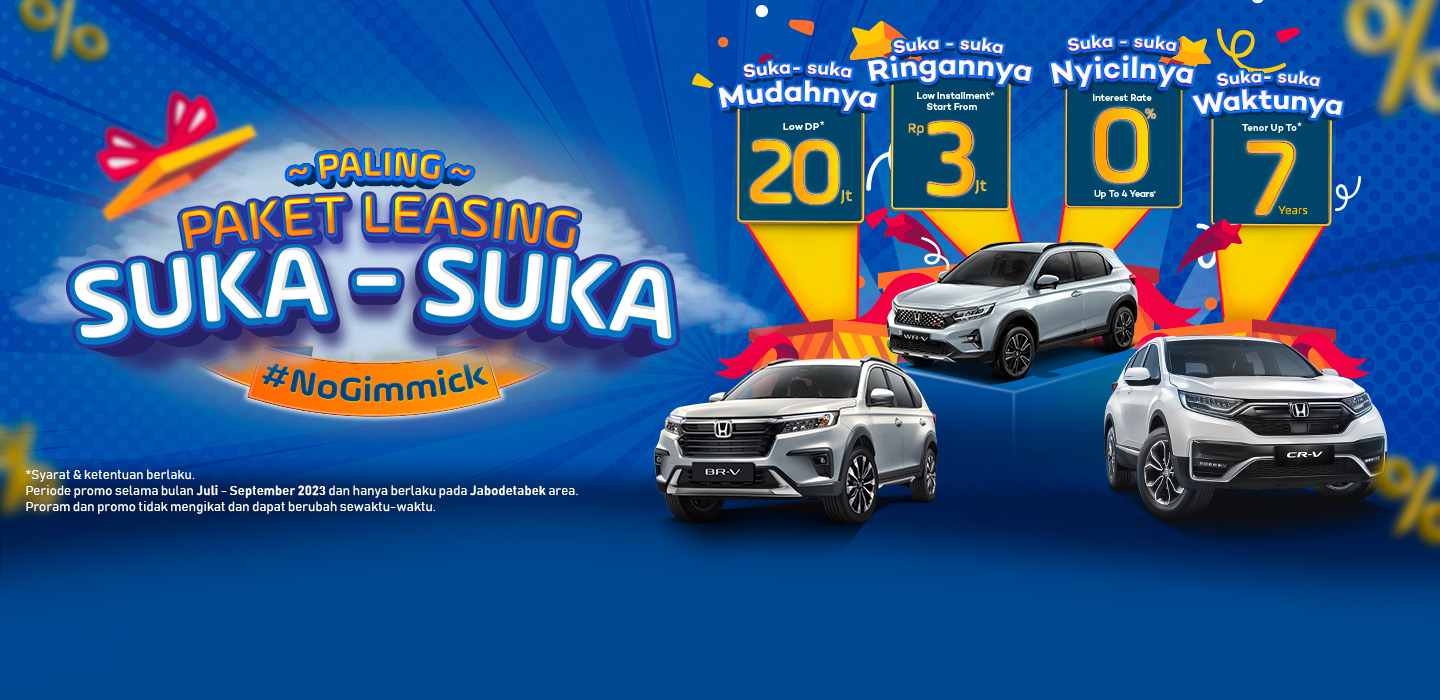 ~ PALING ~
PAKET LEASING
SUKA - SUKA
#NoGimmick
*Syarat & ketentuan berlaku.
Periode promo selama bulan Juli - September 2023 dan hanya berlaku pada Jabodetabek area.
Proram dan promo tidak mengikat dan dapat berubah sewaktu-waktu.
Suka - suka
Mudahnya
Low DP*
20 Jt
Suka - suka
Ringannya
Low Installment*
Start From
Rp 3 Jt
Suka - suka
Nyicilnya
Interest Rate
0%
Up To 4 Years*
Suka - suka
Waktunya
Tenor Up To*
7 Years
WR-V
BR-V
CR-V